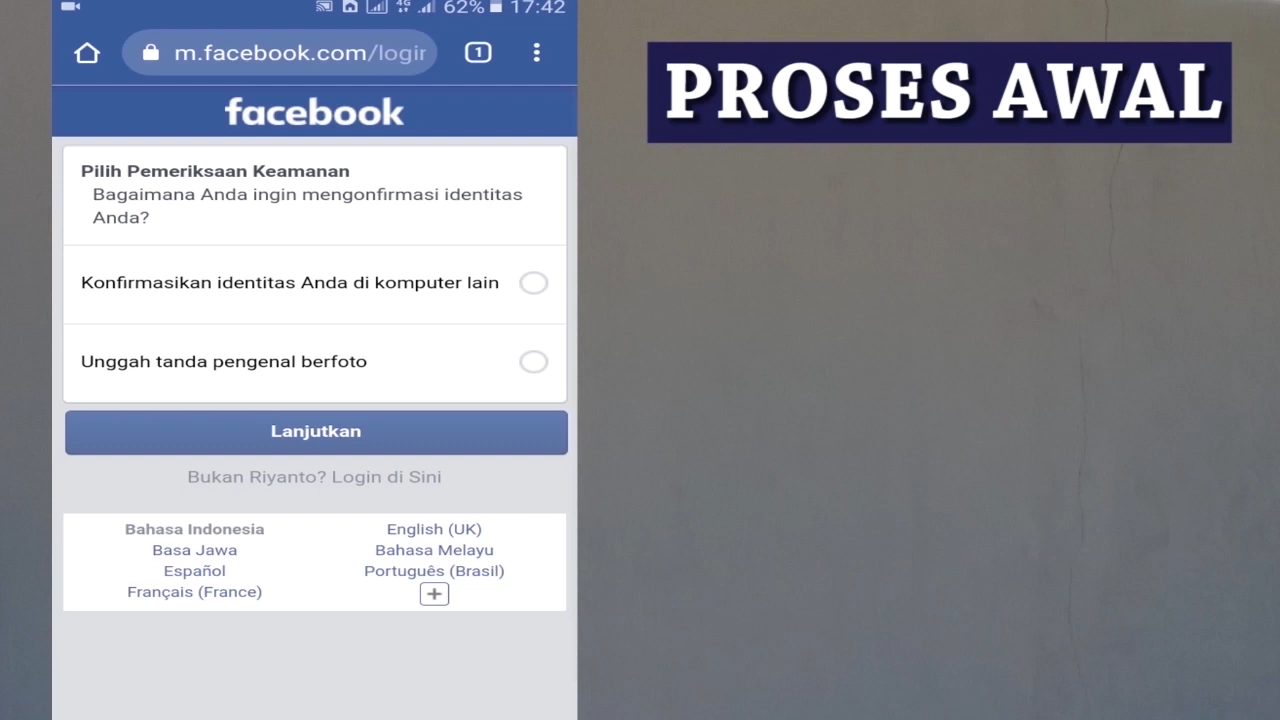 4G 62% 17:42
m.facebook.com/login
1
facebook
Pilih Pemeriksaan Keamanan
Bagaimana Anda ingin mengonfirmasi identitas
Anda?
Konfirmasikan identitas Anda di komputer lain
Unggah tanda pengenal berfoto
Lanjutkan
Bukan Riyanto? Login di Sini
Bahasa Indonesia
Basa Jawa
Español
Français (France)
English (UK)
Bahasa Melayu
Português (Brasil)
PROSES AWAL